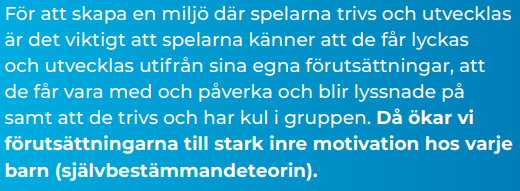 För att skapa en miljö där spelarna trivs och utvecklas
är det viktigt att spelarna känner att de får lyckas
och utvecklas utifrån sina egna förutsättningar, att
de får vara med och påverka och blir lyssnade på
samt att de trivs och har kul i gruppen. Då ökar vi
förutsättningarna till stark inre motivation hos varje
barn (självbestämmandeteorin).